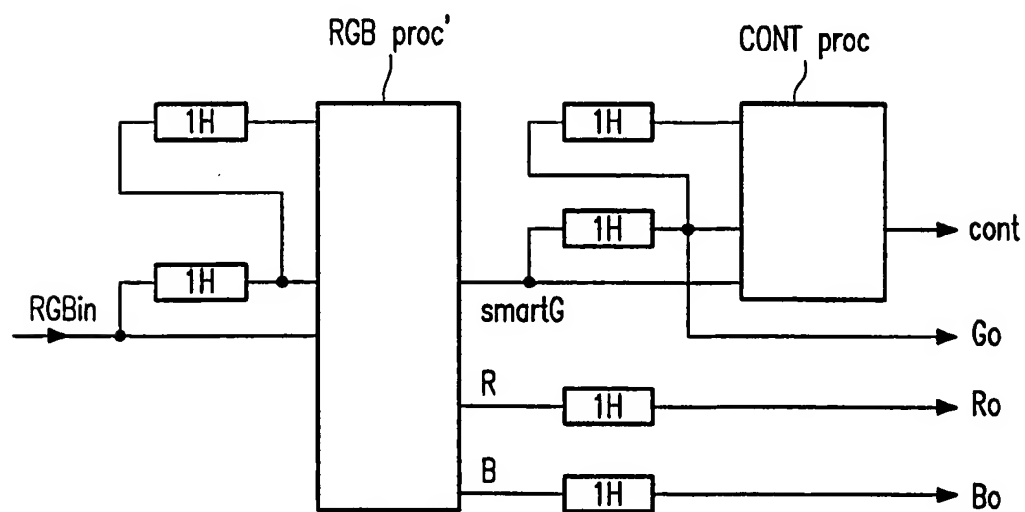 RGB proc'
CONT proc
1H
1H
1H
1H
cont
RGBin
smartG
Go
R
1H
Ro
B
1H
Bo